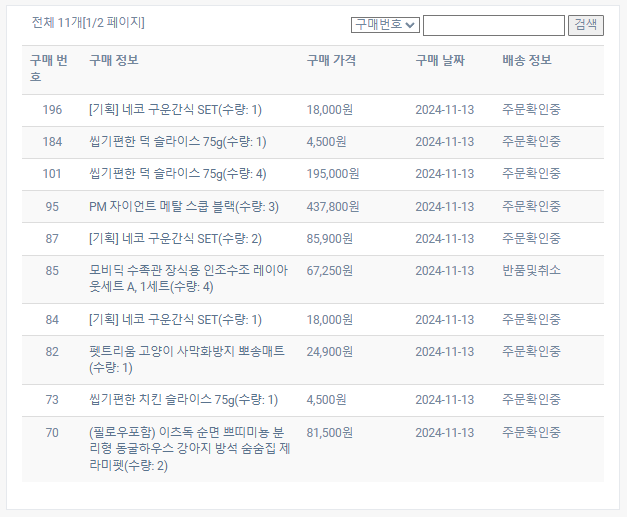 전체 11개[1/2 페이지]
구매번호 검색
구매 번호 구매 정보 구매 가격 구매 날짜 배송 정보
196 [기획] 네코 구운간식 SET(수량: 1) 18,000원 2024-11-13 주문확인중
184 씹기편한 덕 슬라이스 75g(수량: 1) 4,500원 2024-11-13 주문확인중
101 씹기편한 덕 슬라이스 75g(수량: 4) 195,000원 2024-11-13 주문확인중
95 PM 자이언트 메탈 스쿱 블랙(수량: 3) 437,800원 2024-11-13 주문확인중
87 [기획] 네코 구운간식 SET(수량: 2) 85,900원 2024-11-13 주문확인중
85 모비딕 수족관 장식용 인조수조 레이아 67,250원 2024-11-13 반품및취소
웃세트 A, 1세트(수량: 4)
84 [기획] 네코 구운간식 SET(수량: 1) 18,000원 2024-11-13 주문확인중
82 펫트리움 고양이 사막화방지 뽀송매트 24,900원 2024-11-13 주문확인중
(수량: 1)
73 씹기편한 치킨 슬라이스 75g(수량: 1) 4,500원 2024-11-13 주문확인중
70 (필로우포함) 이츠독 순면 쁘띠미뇽 분 81,500원 2024-11-13 주문확인중
리형 동굴하우스 강아지 방석 숨숨집 제
라미펫(수량: 2)